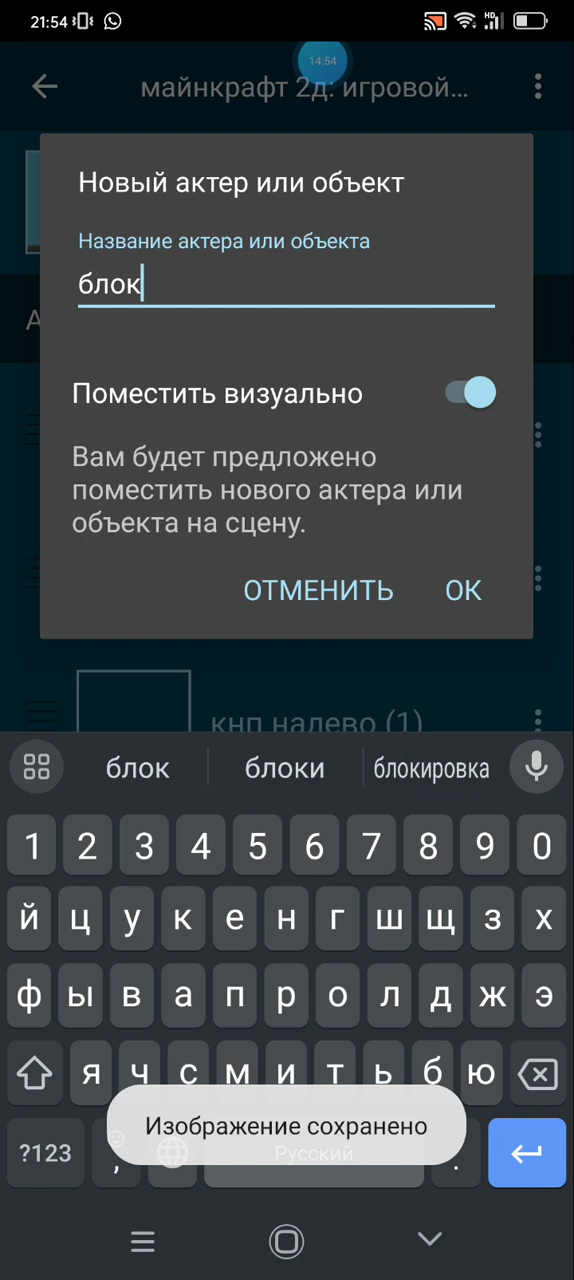 21:54
HD
14:54
майнкрафт 2д: игровой...
Новый актер или объект
Название актера или объекта
блок
А
Поместить визуально
Вам будет предложено
поместить нового актера или
объекта на сцену.
ОТМЕНИТЬ ОК
кнп налево (1)
блок блоки блокировка
1 2 3 4 5 6 7 8 9 0
й ц у к е н г ш щ з х
ф ы в а п р о л д ж э
я ч с м и т ь б ю
Изображение сохранено
?123 , Русский .